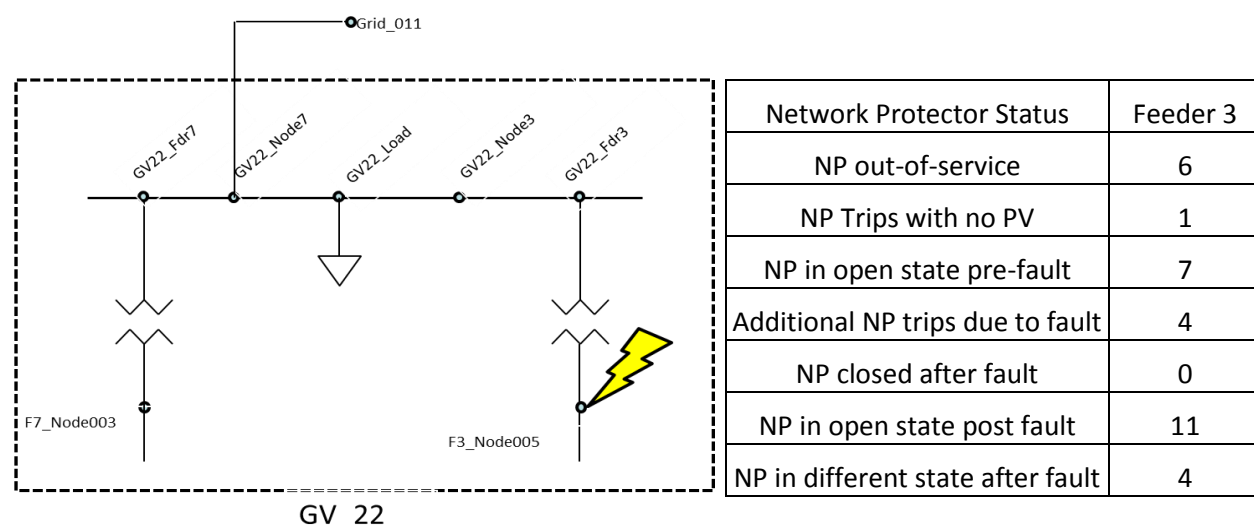 Grid_011
GV22_Fdr7
GV22_Node7
GV22_Load
GV22_Node3
GV22_Fdr3
F7_Node003
F3_Node005
GV 22
Network Protector Status Feeder 3
NP out-of-service 6
NP Trips with no PV 1
NP in open state pre-fault 7
Additional NP trips due to fault 4
NP closed after fault 0
NP in open state post fault 11
NP in different state after fault 4